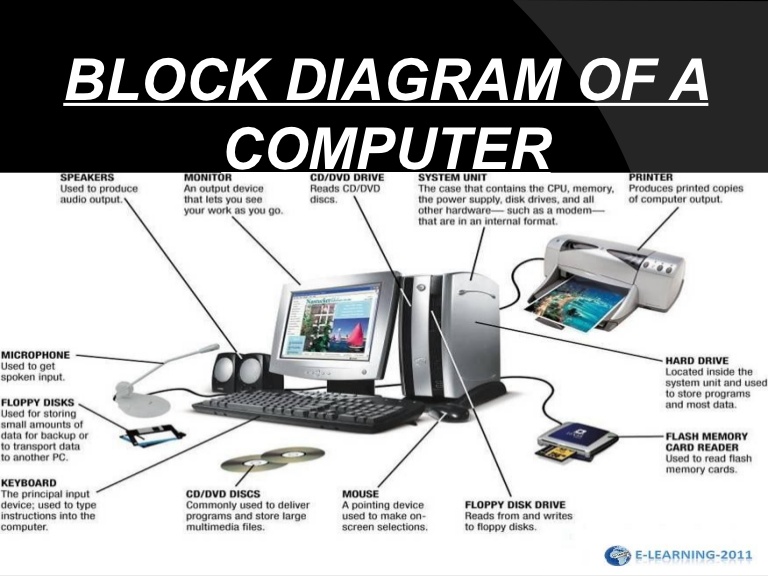 BLOCK DIAGRAM OF A
COMPUTER
SPEAKERS
Used to produce
audio output.
MONITOR
An output device
that lets you see
your work as you go.
CD/DVD DRIVE
Reads CD/DVD
discs.
SYSTEM UNIT
The case that contains the CPU, memory,
the power supply, disk drives, and all
other hardware— such as a modem—
that are in an internal format.
PRINTER
Produces printed copies
of computer output.
MICROPHONE
Used to get
spoken input.
HARD DRIVE
Located inside the
system unit and used
to store programs
and most data.
FLOPPY DISKS
Used for storing
small amounts of
data for backup or
to transport data
to another PC.
FLASH MEMORY
CARD READER
Used to read flash
memory cards.
KEYBOARD
The principal input
device; used to type
instructions into the
computer.
CD/DVD DISCS
Commonly used to deliver
programs and store large
multimedia files.
MOUSE
A pointing device
used to make on-
screen selections.
FLOPPY DISK DRIVE
Reads from and writes
to floppy disks.
E-LEARNING-2011